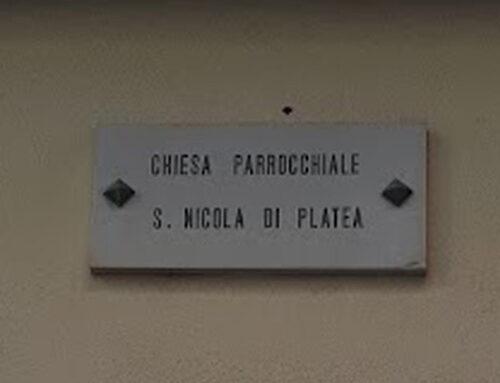 CHIESA PARROCCHIALE
S. NICOLA DI PLATEA